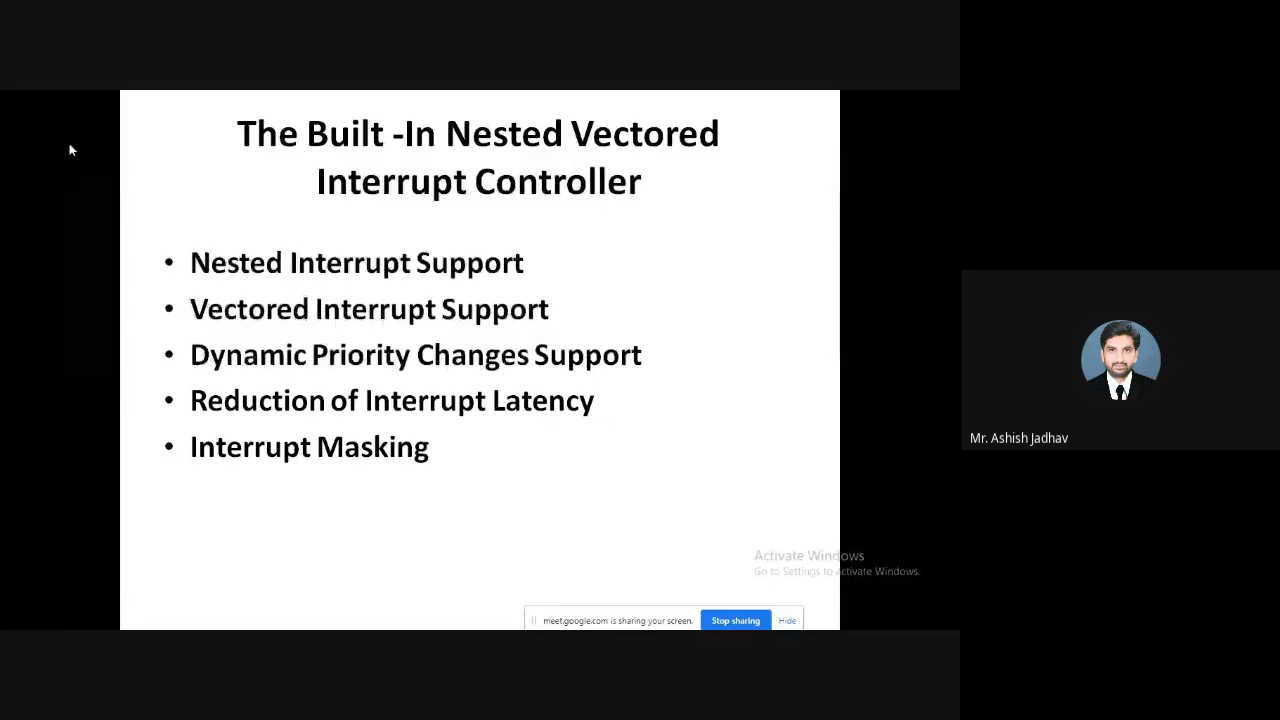 The Built -In Nested Vectored
Interrupt Controller
• Nested Interrupt Support
• Vectored Interrupt Support
• Dynamic Priority Changes Support
• Reduction of Interrupt Latency
• Interrupt Masking
Mr. Ashish Jadhav
Activate Windows
Go to Settings to activate Windows.
meet.google.com is sharing your screen. Stop sharing Hide